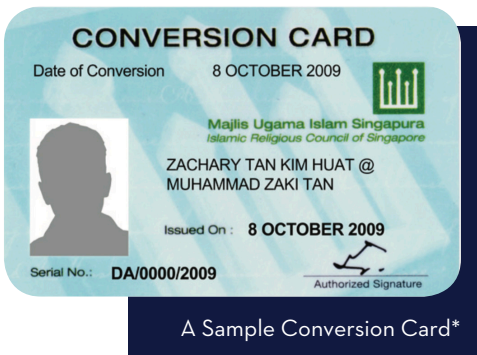 CONVERSION CARD
Date of Conversion 8 OCTOBER 2009
Majlis Ugama Islam Singapura
Islamic Religious Council of Singapore
ZACHARY TAN KIM HUAT @
MUHAMMAD ZAKI TAN
Issued On : 8 OCTOBER 2009
Serial No.: DA/0000/2009
Authorized Signature
A Sample Conversion Card*